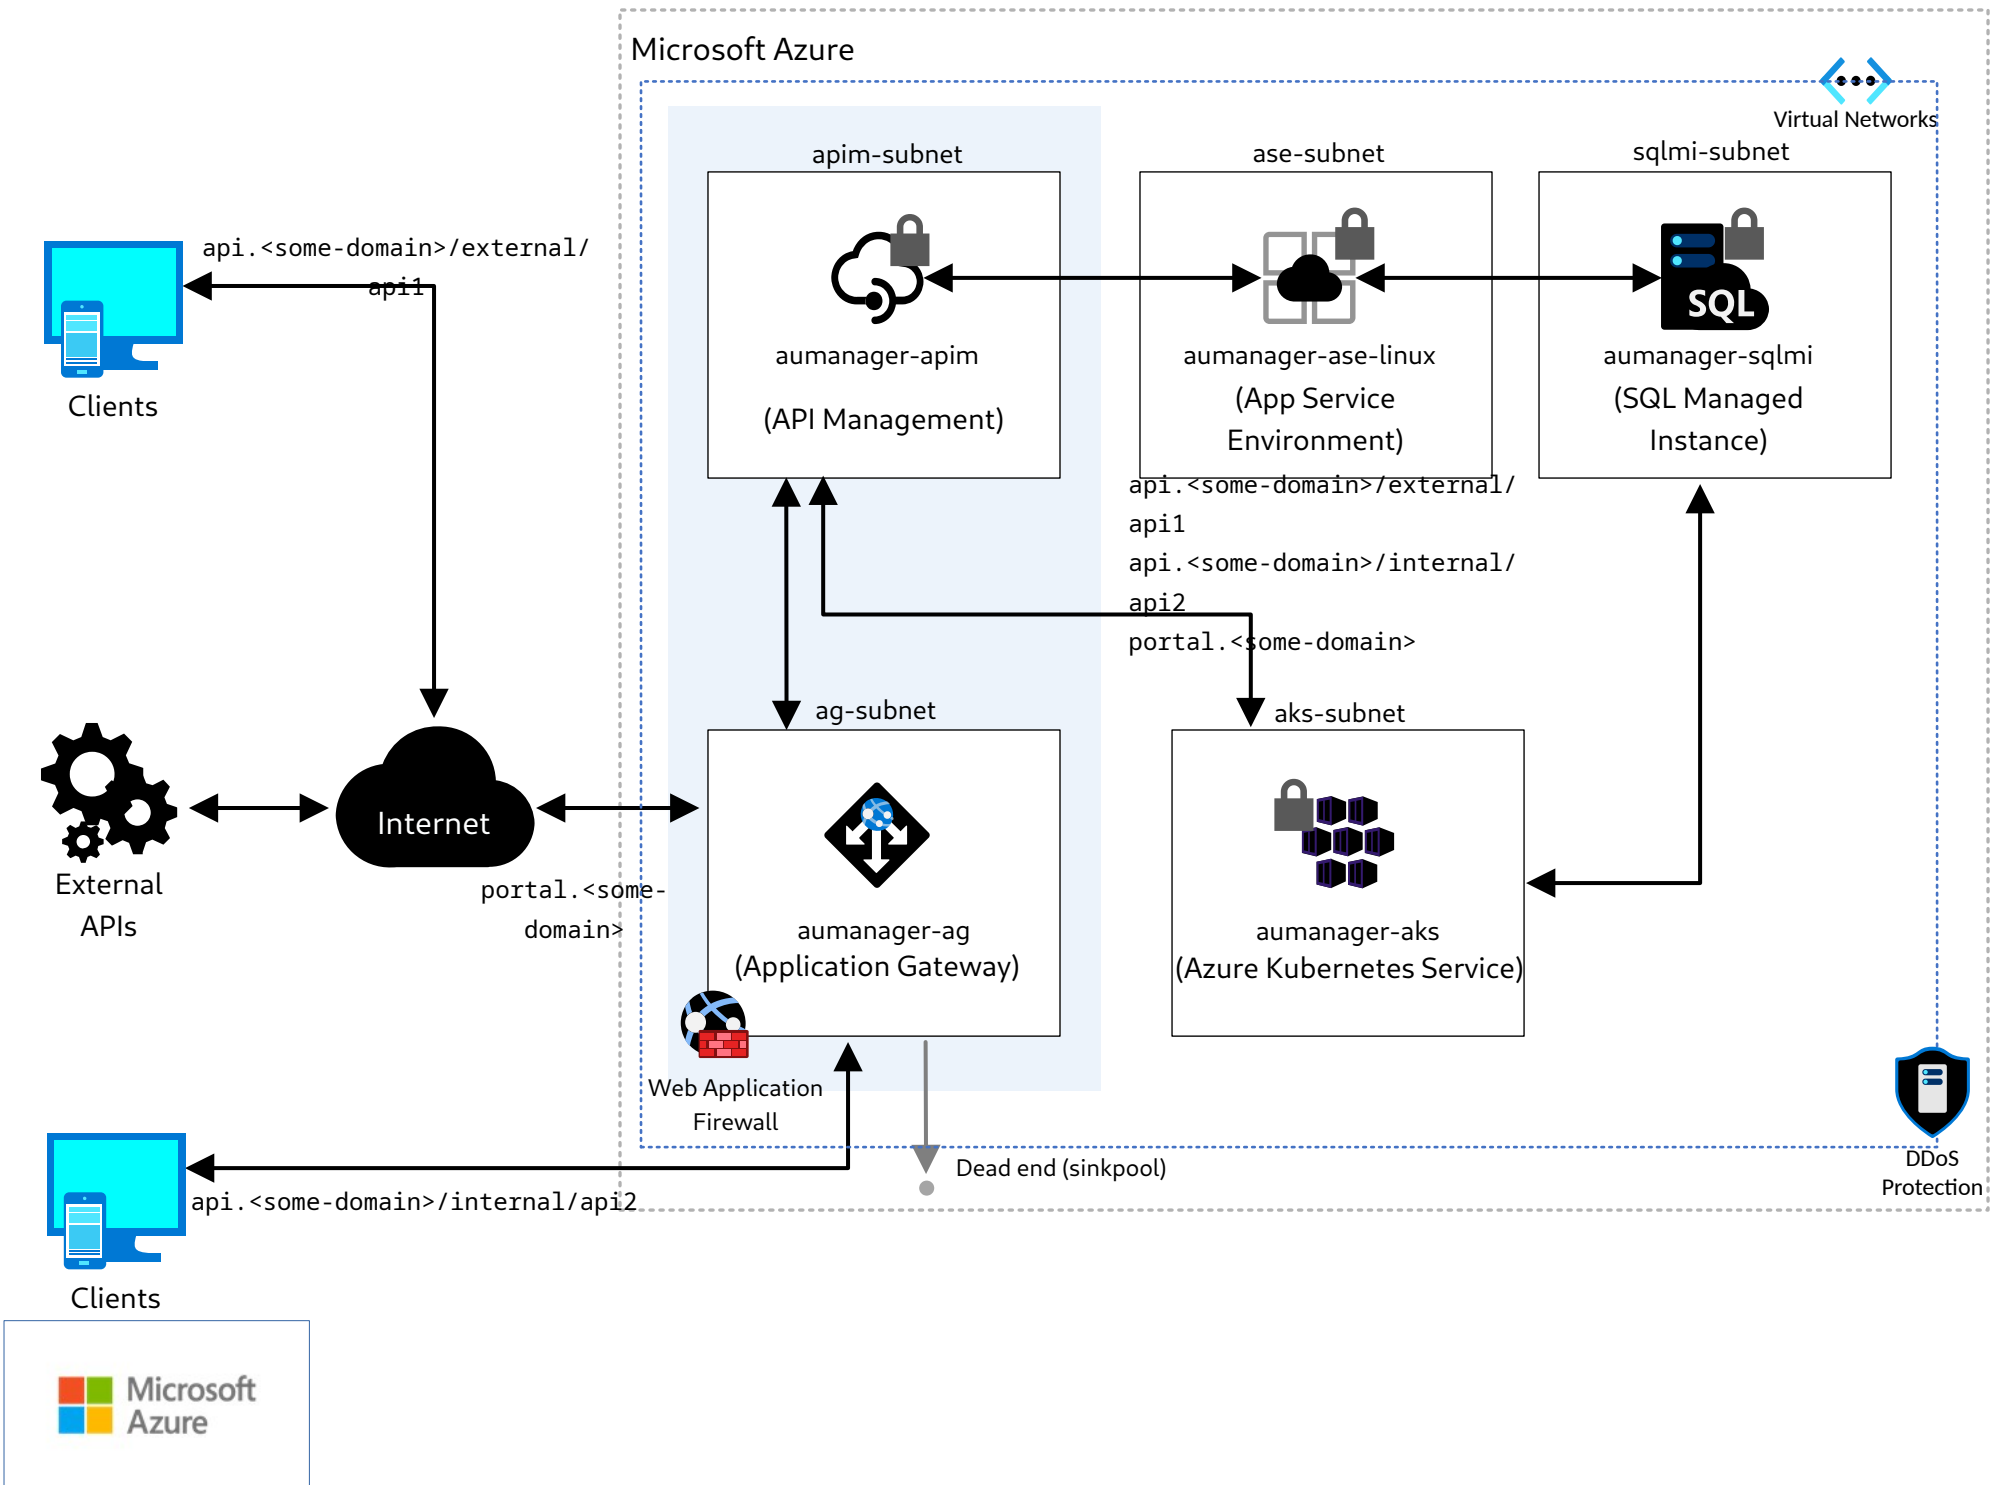 Microsoft Azure
Virtual Networks
apim-subnet
ase-subnet
sqlmi-subnet
api.<some-domain>/external/
api1
aumanager-apim
(API Management)
aumanager-ase-linux
(App Service
Environment)
aumanager-sqlmi
(SQL Managed
Instance)
Clients
api.<some-domain>/external/
api1
api.<some-domain>/internal/
api2
portal.<some-domain>
ag-subnet
aks-subnet
SQL
Internet
External
APIs
portal.<some-
domain>
aumanager-ag
(Application Gateway)
aumanager-aks
(Azure Kubernetes Service)
Web Application
Firewall
Dead end (sinkpool)
DDoS
Protection
api.<some-domain>/internal/api2
Clients
Microsoft
Azure